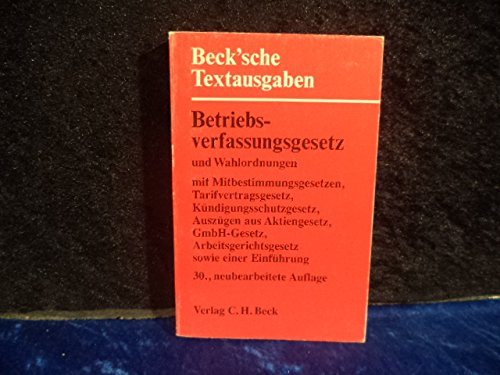 Beck'sche
Textausgaben
Betriebs-
verfassungsgesetz
und Wahlordnungen
mit Mitbestimmungsgesetzen,
Tarifvertragsgesetz,
Kündigungsschutzgesetz,
Auszügen aus Aktiengesetz,
GmbH-Gesetz,
Arbeitsgerichtsgesetz
sowie einer Einführung
30., neubearbeitete Auflage
Verlag C. H. Beck